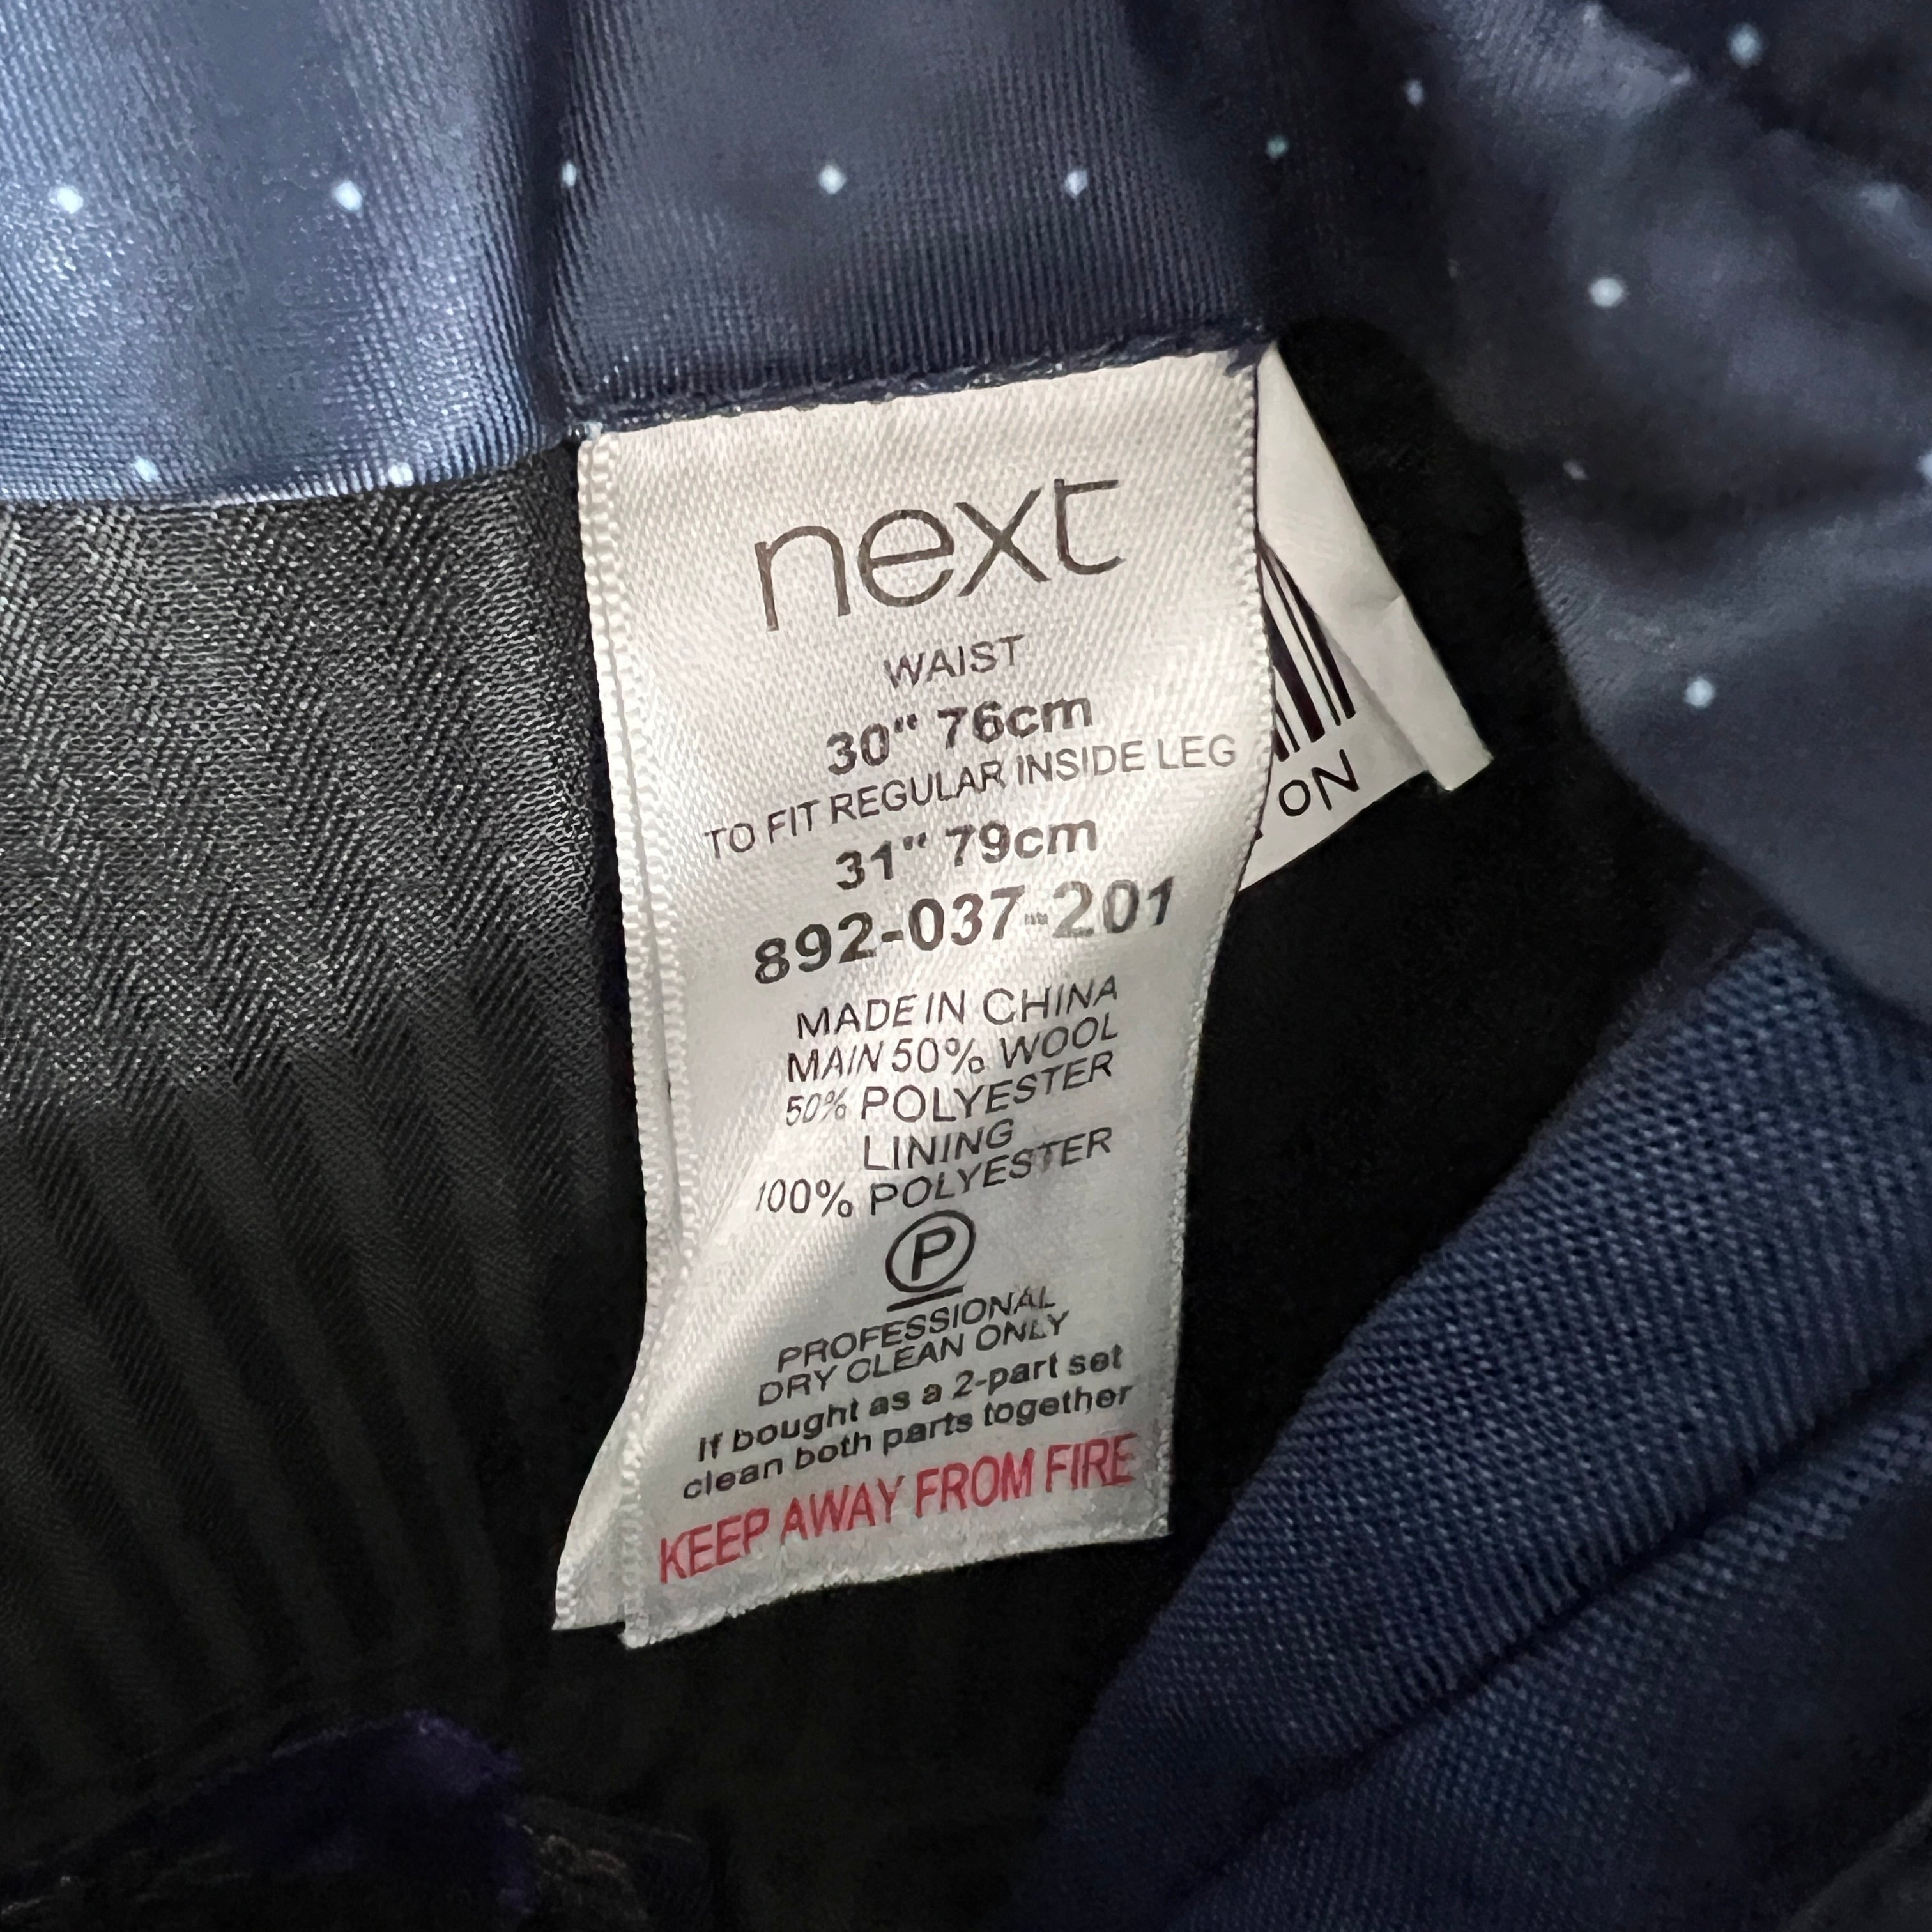 next
WAIST
30" 76cm
TO FIT REGULAR INSIDE LEG
31" 79cm
892-037-201
MADE IN CHINA
MAIN 50% WOOL
50% POLYESTER
LINING
100% POLYESTER
P
PROFESSIONAL
DRY CLEAN ONLY
If bought as a 2-part set
clean both parts together
KEEP AWAY FROM FIRE
ON